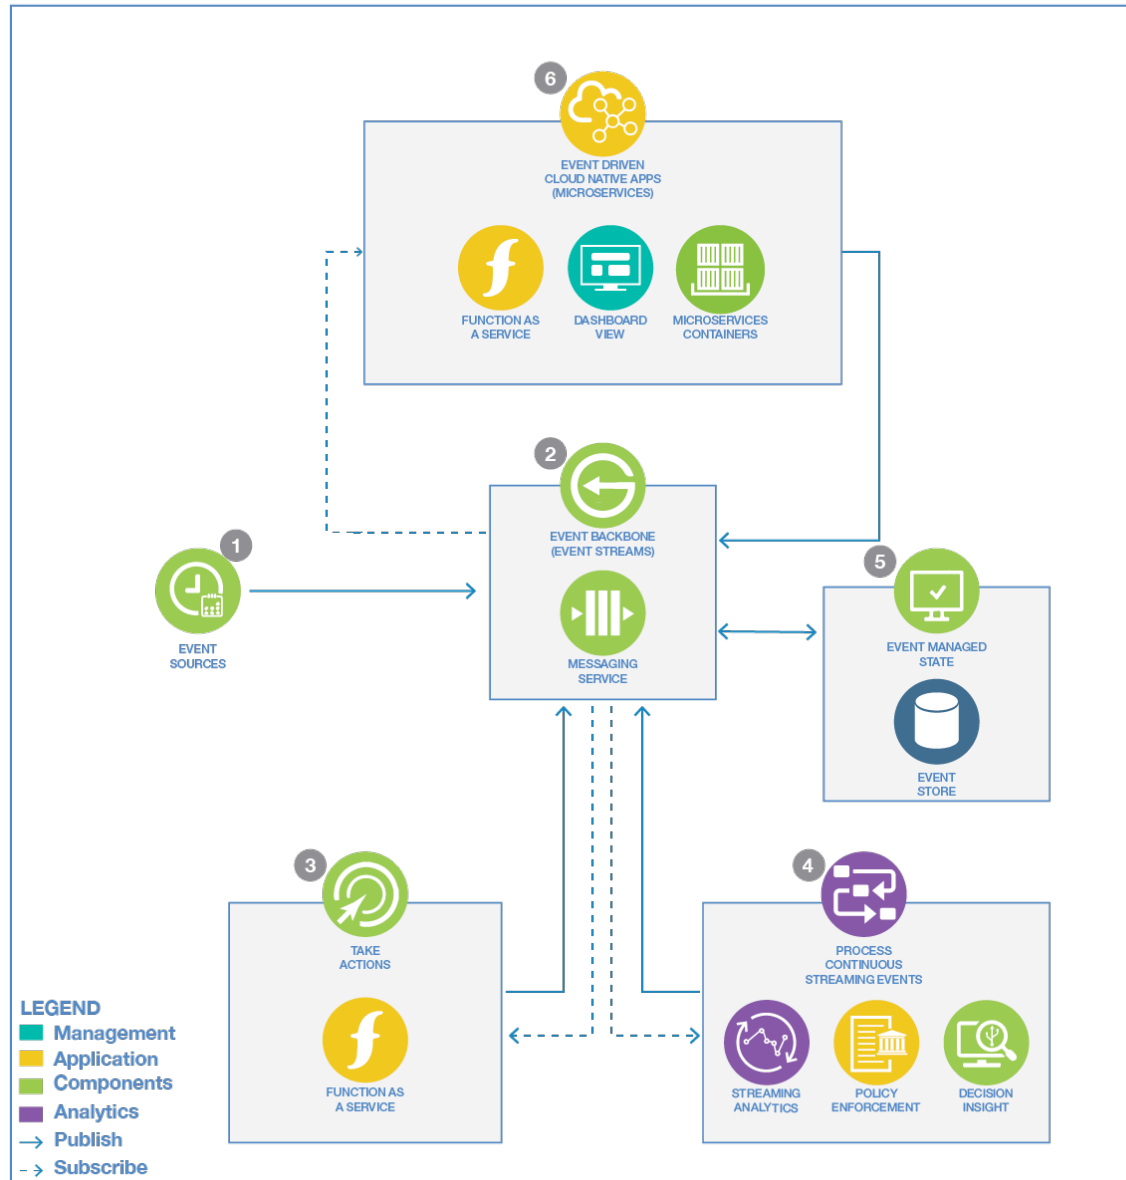 6
EVENT DRIVEN
CLOUD NATIVE APPS
(MICROSERVICES)
FUNCTION AS
A SERVICE
DASHBOARD
VIEW
MICROSERVICES
CONTAINERS
2
EVENT BACKBONE
(EVENT STREAMS)
MESSAGING
SERVICE
1
EVENT
SOURCES
5
EVENT MANAGED
STATE
EVENT
STORE
3
TAKE
ACTIONS
FUNCTION AS
A SERVICE
4
PROCESS
CONTINUOUS
STREAMING EVENTS
STREAMING
ANALYTICS
POLICY
ENFORCEMENT
DECISION
INSIGHT
LEGEND
Management
Application
Components
Analytics
Publish
Subscribe